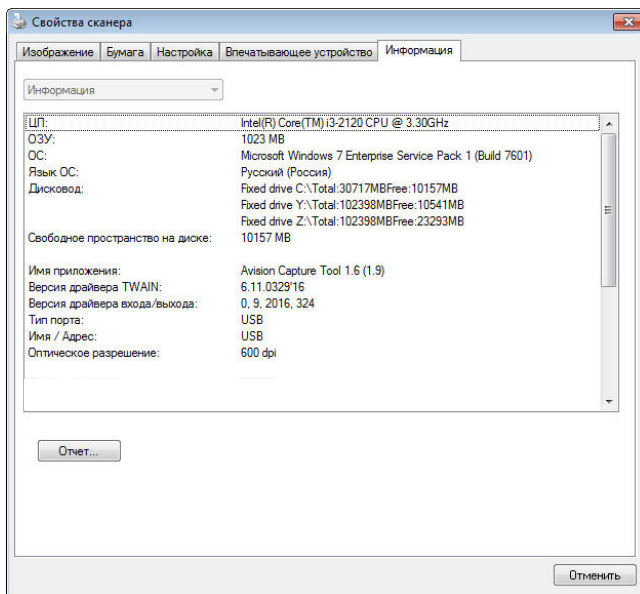 Свойства сканера
Изображение Бумага Настройка Впечатывающее устройство Информация
Информация
ЦП: Intel(R) Core(TM) i3-2120 CPU @ 3.30GHz
ОЗУ: 1023 MB
ОС: Microsoft Windows 7 Enterprise Service Pack 1 (Build 7601)
Язык ОС: Русский (Россия)
Дисковод: Fixed drive C:\Total:30717MBFree:10157MB
Fixed drive Y:\Total:102398MBFree:10541MB
Fixed drive Z:\Total:102398MBFree:23293MB
Свободное пространство на диске: 10157 MB
Имя приложения: Avision Capture Tool 1.6 (1.9)
Версия драйвера TWAIN: 6.11.0329'16
Версия драйвера входа/выхода: 0, 9, 2016, 324
Тип порта: USB
Имя / Адрес: USB
Оптическое разрешение: 600 dpi
Отчет...
Отменить